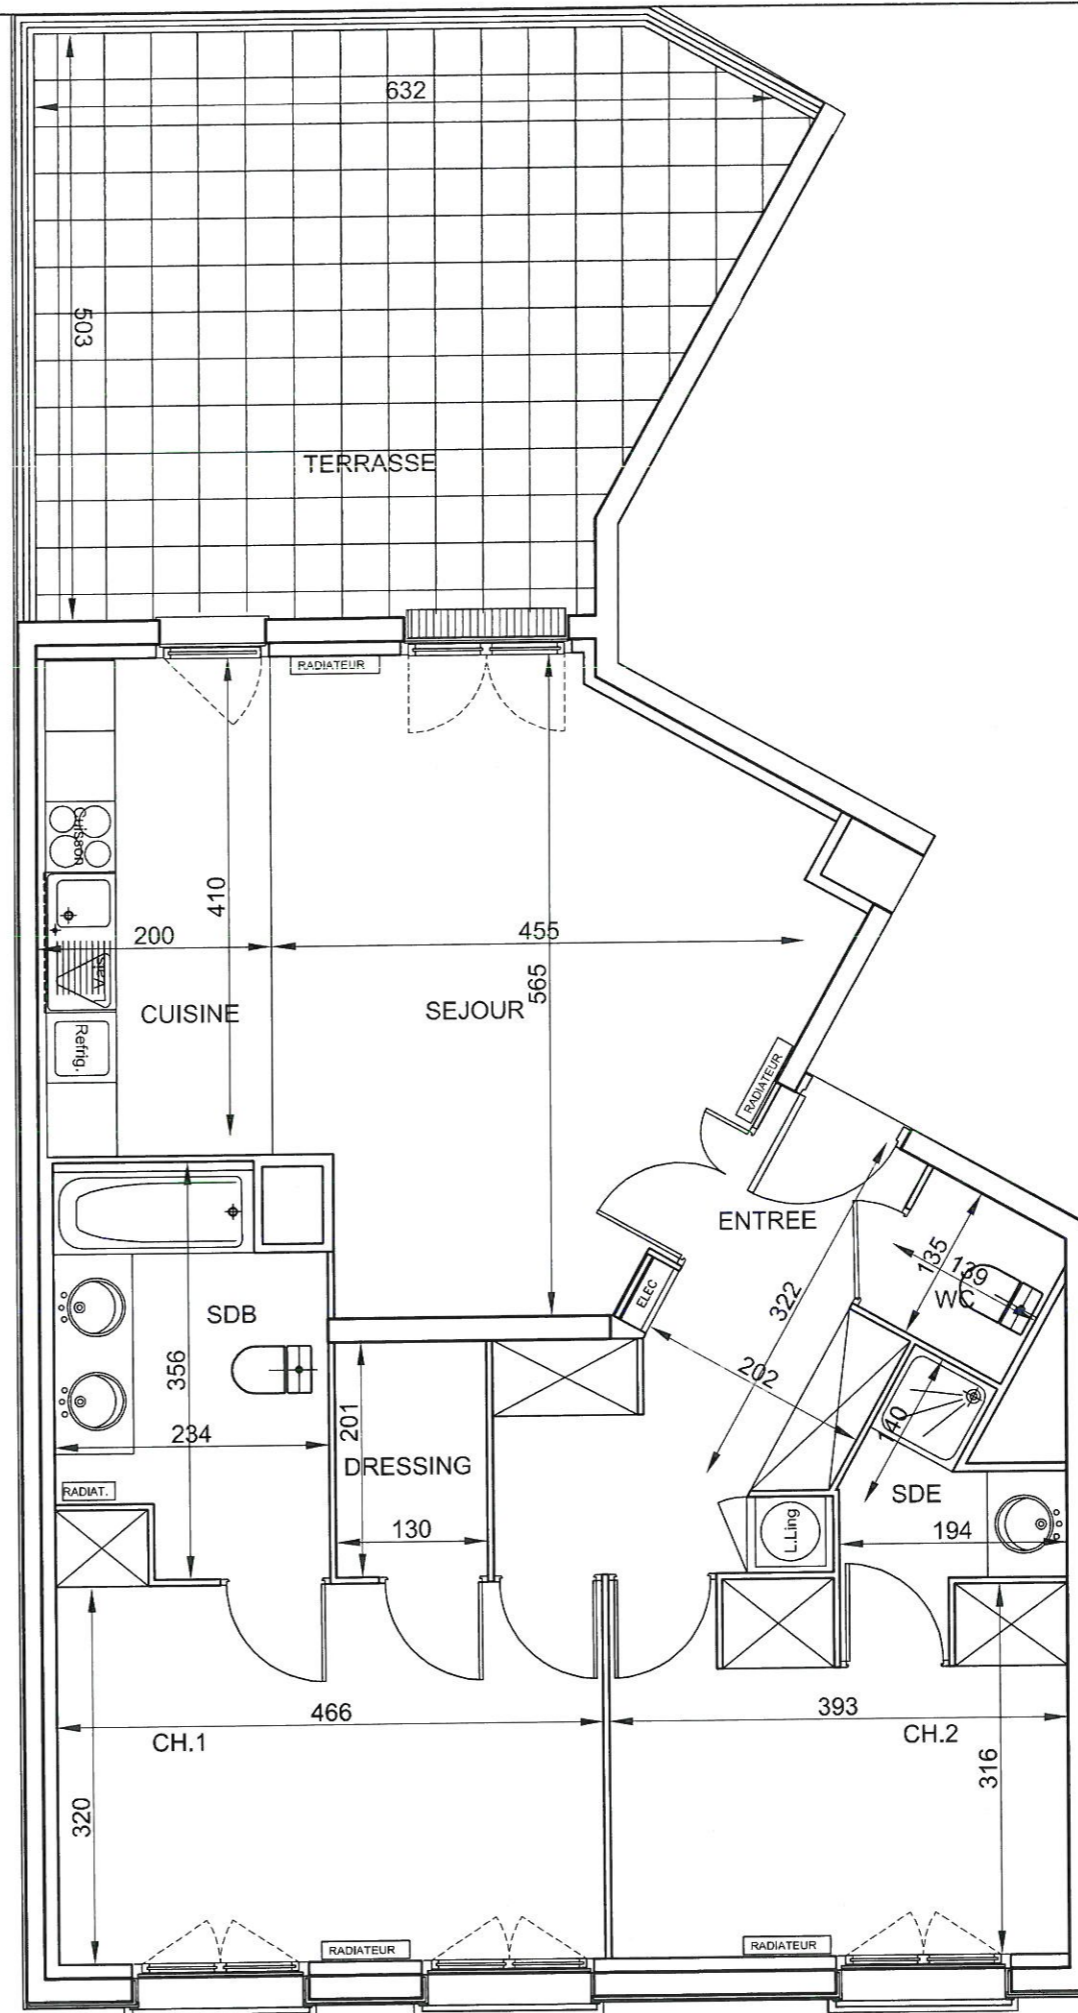 632
503
TERRASSE
RADIATEUR
Cuisson
410
200
455
565
L.V.
CUISINE
SEJOUR
Refrig.
RADIATEUR
ENTREE
135
139
WC
ELEC
322
SDB
356
202
201
140
234
DRESSING
RADIAT.
SDE
130
L.Ling
194
466
393
CH.1
CH.2
316
320
RADIATEUR
RADIATEUR